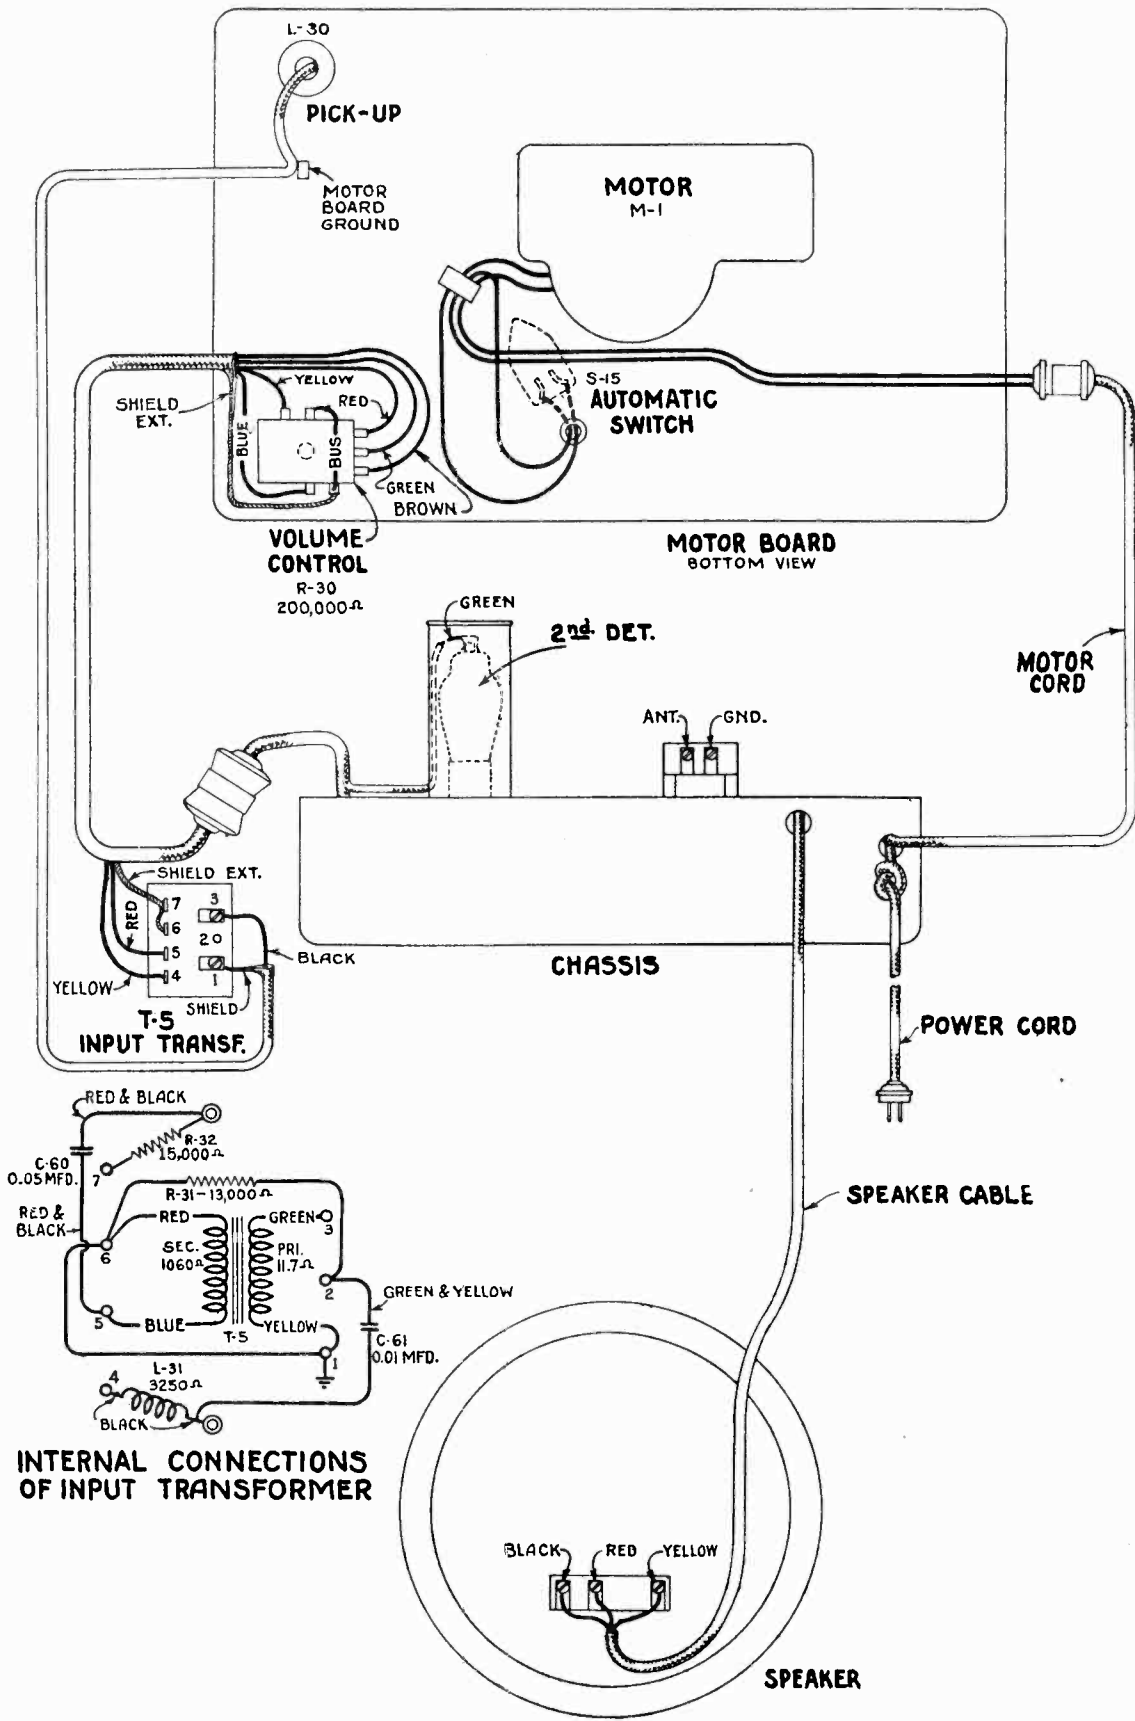 L-30
PICK-UP
MOTOR
BOARD
GROUND
MOTOR
M-1
S-15
AUTOMATIC
SWITCH
SHIELD
EXT.
YELLOW
RED
BLUE
BUS
GREEN
BROWN
VOLUME
CONTROL
R-30
200,000Ω
MOTOR BOARD
BOTTOM VIEW
GREEN
2nd. DET.
MOTOR
CORD
ANT.
GND.
SHIELD EXT.
RED
YELLOW
7
6
5
4
3
2
1
BLACK
SHIELD
T-5
INPUT TRANSF.
CHASSIS
POWER CORD
RED & BLACK
R-32
15,000Ω
C-60
0.05 MFD.
7
R-31-13,000Ω
RED &
BLACK
RED
GREEN
3
6
SEC.
1060Ω
PRI.
11.7Ω
2
GREEN & YELLOW
5
BLUE
T-5
YELLOW
1
C-61
0.01 MFD.
L-31
3250Ω
4
BLACK
INTERNAL CONNECTIONS
OF INPUT TRANSFORMER
SPEAKER CABLE
BLACK
RED
YELLOW
SPEAKER